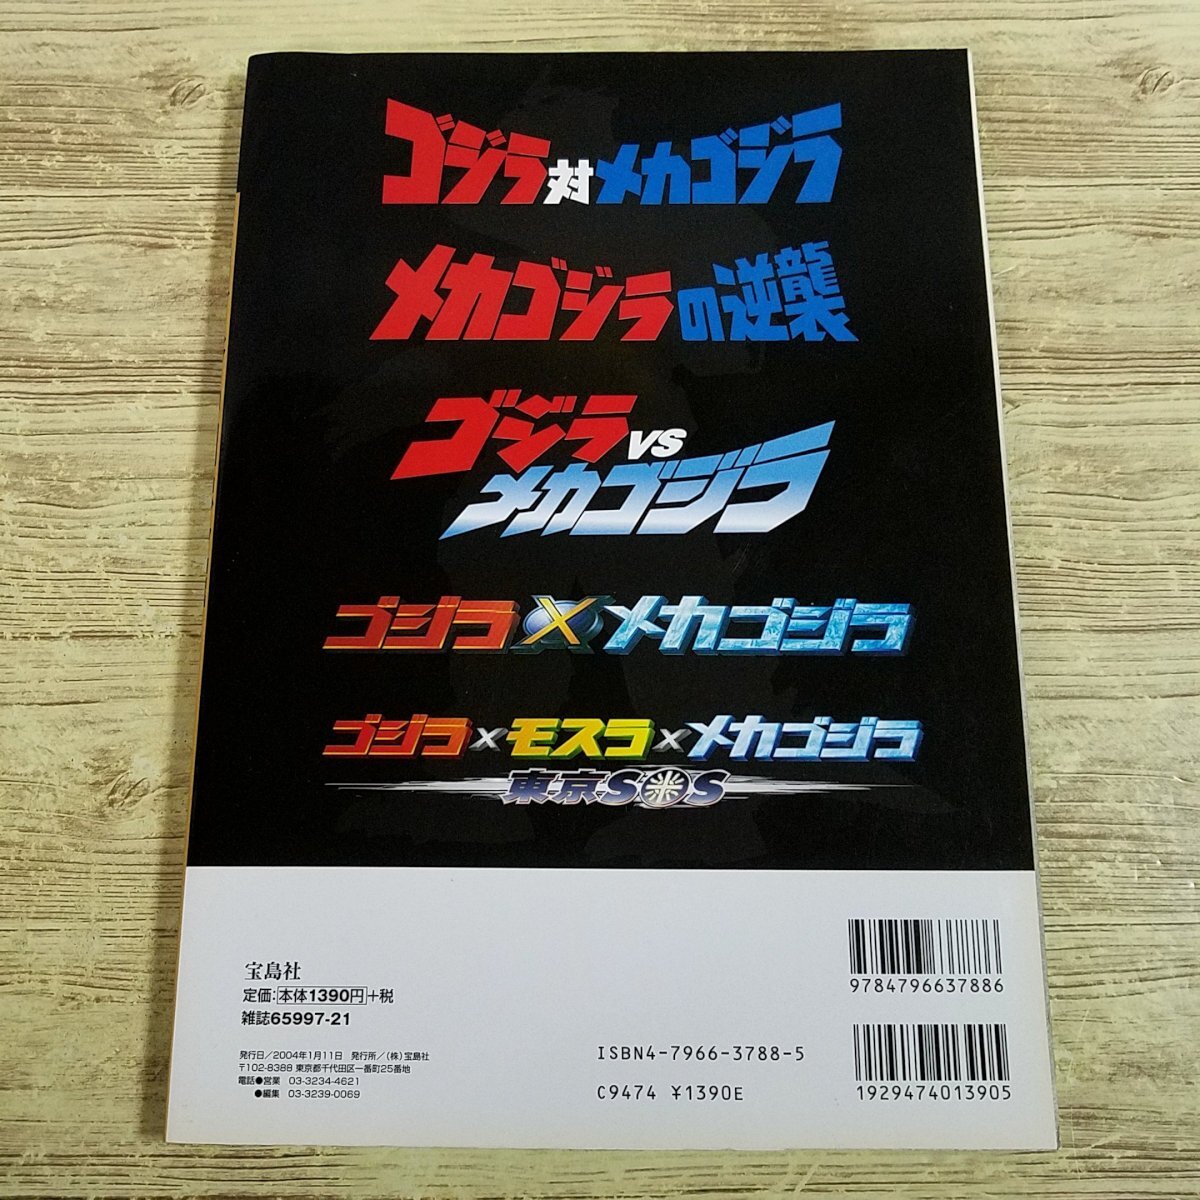 ゴジラ対メカゴジラ
メカゴジラの逆襲
ゴジラVS
メカゴジラ
ゴジラ×メカゴジラ
ゴジラ×モスラ×メカゴジラ
東京SOS
宝島社
定価:本体1390円+税
雑誌65997-21
発行日/2004年1月11日 発行所/(株)宝島社
〒102-8388 東京都千代田区一番町25番地
電話●営業 03-3234-4621
●編集 03-3239-0069
9784796637886
ISBN4-7966-3788-5
C9474 ¥1390E
1929474013905